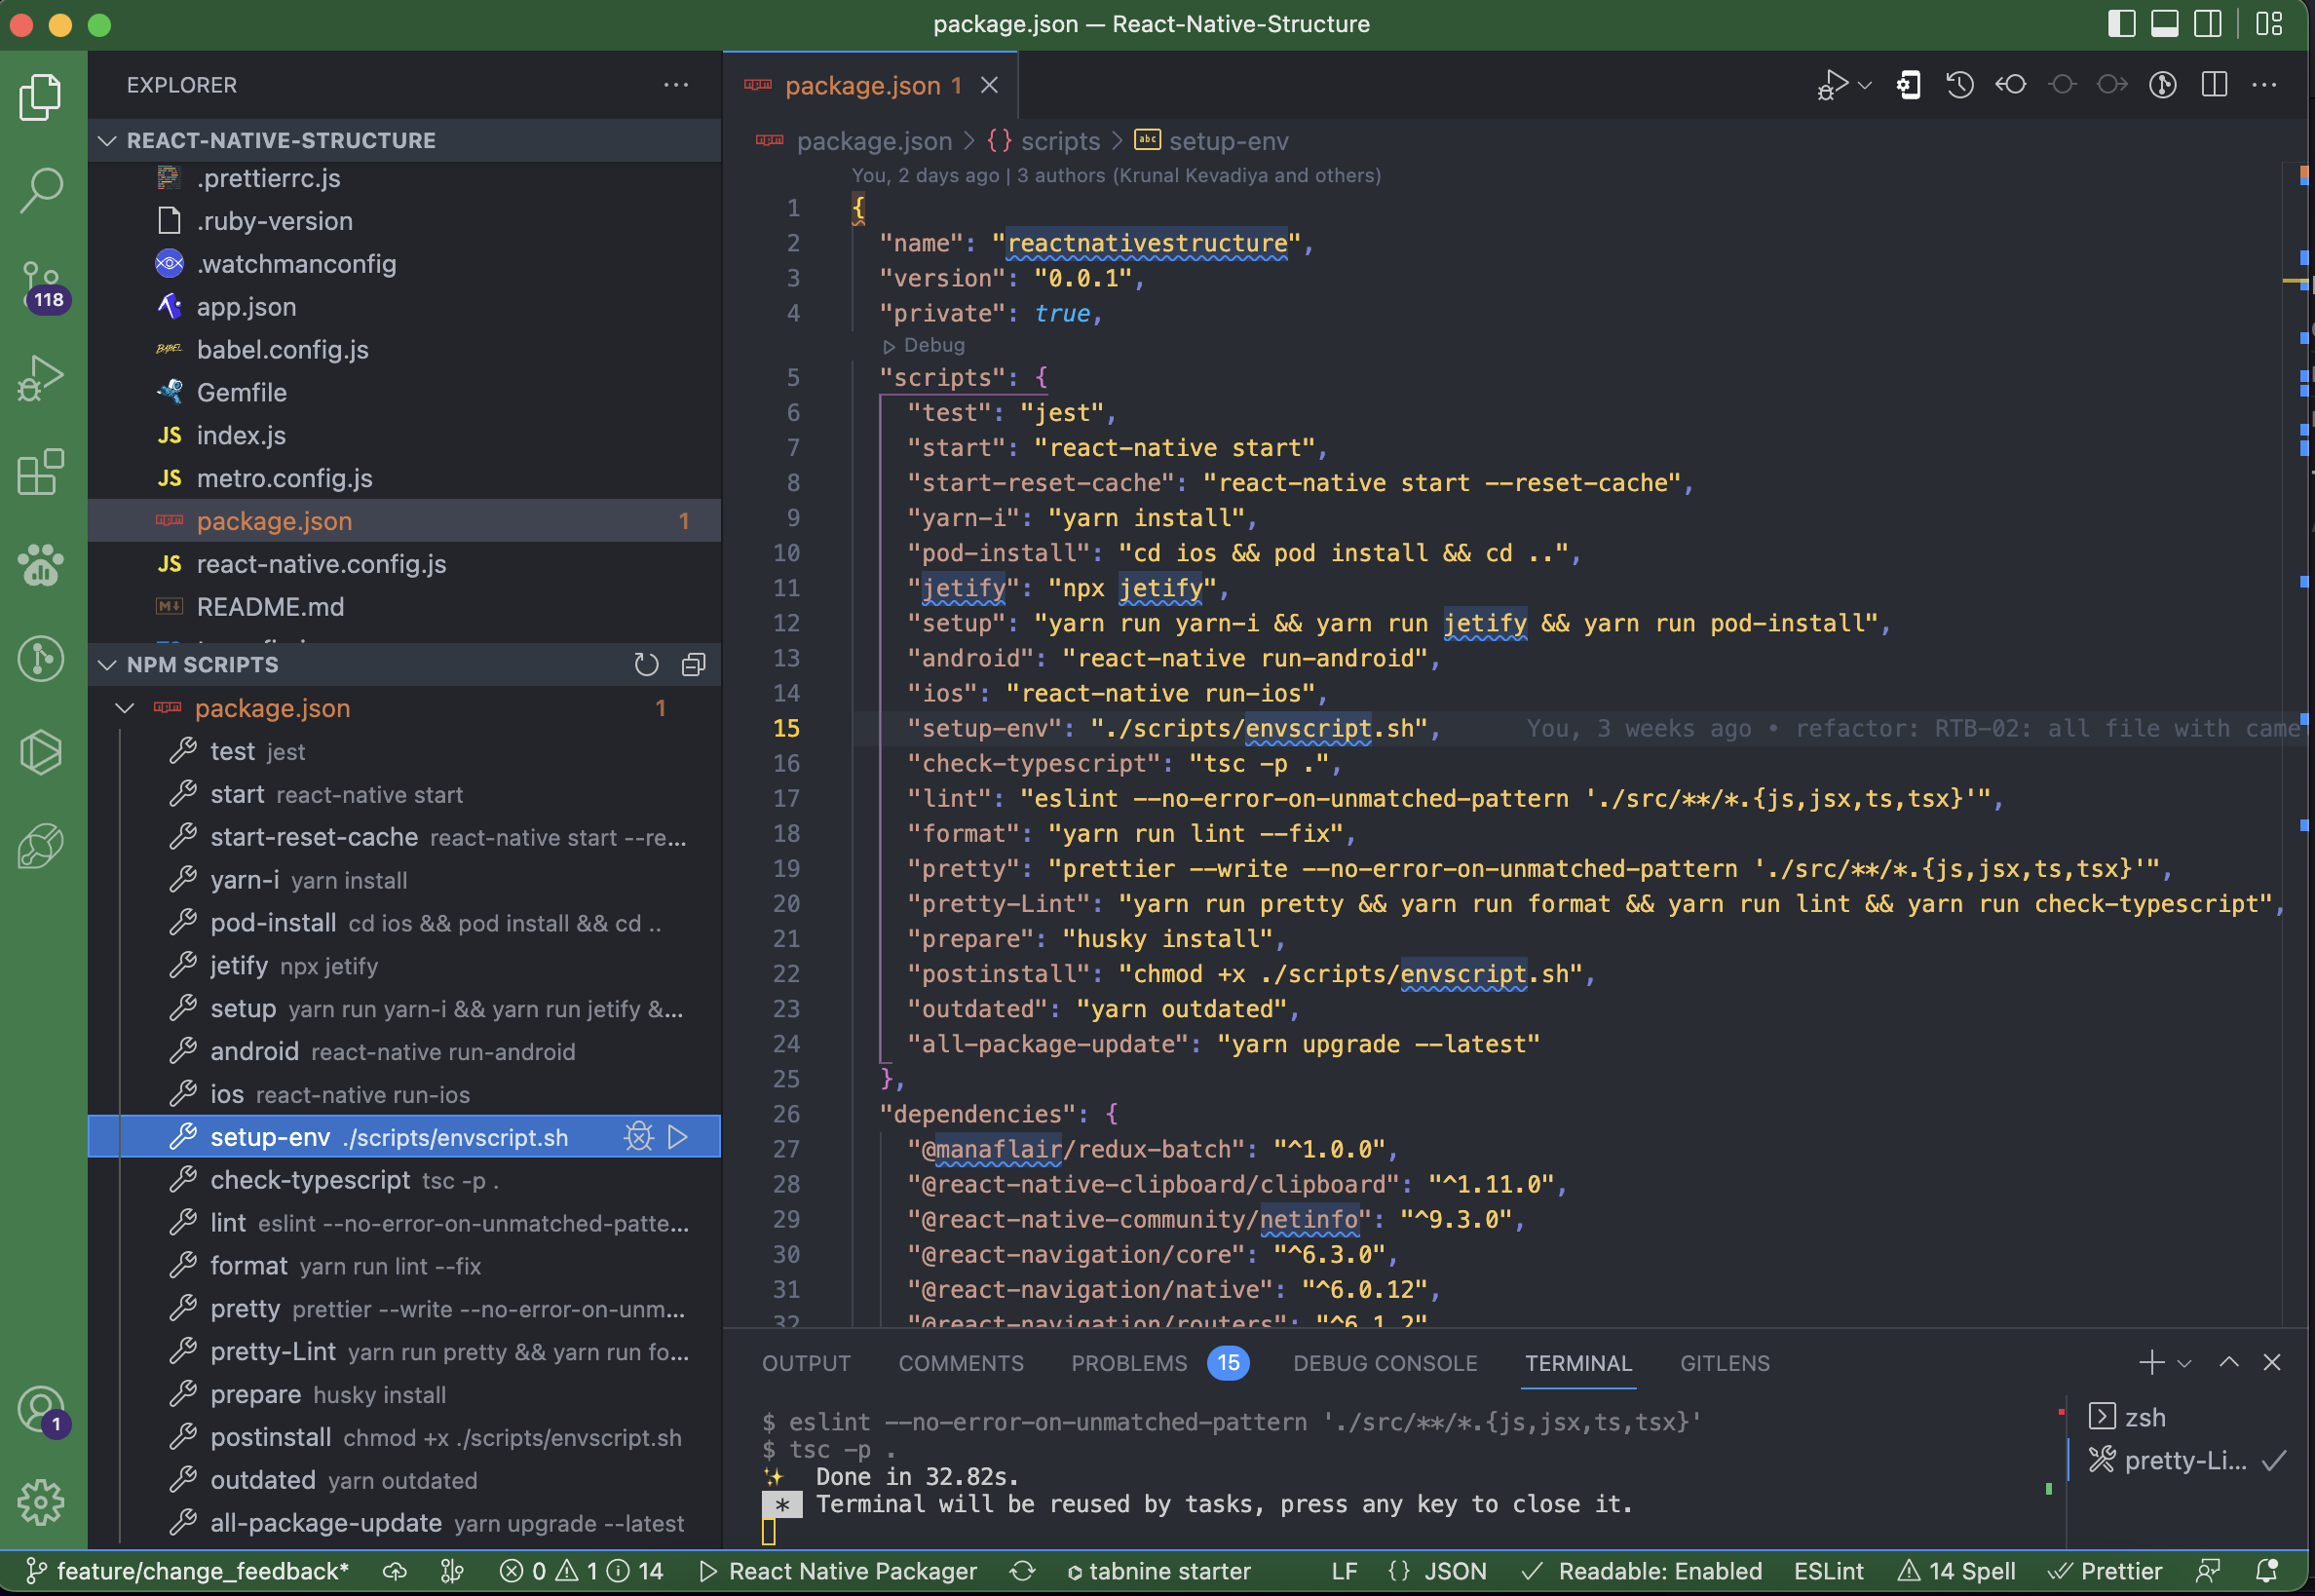 package.json — React-Native-Structure
EXPLORER
REACT-NATIVE-STRUCTURE
.prettierrc.js
.ruby-version
.watchmanconfig
app.json
BABEL babel.config.js
Gemfile
JS index.js
JS metro.config.js
package.json 1
JS react-native.config.js
README.md
NPM SCRIPTS
package.json 1
test jest
start react-native start
start-reset-cache react-native start --re...
yarn-i yarn install
pod-install cd ios && pod install && cd ..
jetify npx jetify
setup yarn run yarn-i && yarn run jetify &...
android react-native run-android
ios react-native run-ios
setup-env ./scripts/envscript.sh
check-typescript tsc -p .
lint eslint --no-error-on-unmatched-patte...
format yarn run lint --fix
pretty prettier --write --no-error-on-unm...
pretty-Lint yarn run pretty && yarn run fo...
prepare husky install
postinstall chmod +x ./scripts/envscript.sh
outdated yarn outdated
all-package-update yarn upgrade --latest
118
1
package.json 1
package.json > {} scripts > abc setup-env
You, 2 days ago | 3 authors (Krunal Kevadiya and others)
1 {
2 "name": "reactnativestructure",
3 "version": "0.0.1",
4 "private": true,
Debug
5 "scripts": {
6 "test": "jest",
7 "start": "react-native start",
8 "start-reset-cache": "react-native start --reset-cache",
9 "yarn-i": "yarn install",
10 "pod-install": "cd ios && pod install && cd ..",
11 "jetify": "npx jetify",
12 "setup": "yarn run yarn-i && yarn run jetify && yarn run pod-install",
13 "android": "react-native run-android",
14 "ios": "react-native run-ios",
15 "setup-env": "./scripts/envscript.sh", You, 3 weeks ago • refactor: RTB-02: all file with came
16 "check-typescript": "tsc -p .",
17 "lint": "eslint --no-error-on-unmatched-pattern './src/**/*.{js,jsx,ts,tsx}'",
18 "format": "yarn run lint --fix",
19 "pretty": "prettier --write --no-error-on-unmatched-pattern './src/**/*.{js,jsx,ts,tsx}'",
20 "pretty-Lint": "yarn run pretty && yarn run format && yarn run lint && yarn run check-typescript",
21 "prepare": "husky install",
22 "postinstall": "chmod +x ./scripts/envscript.sh",
23 "outdated": "yarn outdated",
24 "all-package-update": "yarn upgrade --latest"
25 },
26 "dependencies": {
27 "@manaflair/redux-batch": "^1.0.0",
28 "@react-native-clipboard/clipboard": "^1.11.0",
29 "@react-native-community/netinfo": "^9.3.0",
30 "@react-navigation/core": "^6.3.0",
31 "@react-navigation/native": "^6.0.12",
32 "@react-navigation/routers": "^6.1.2"
OUTPUT COMMENTS PROBLEMS 15 DEBUG CONSOLE TERMINAL GITLENS
$ eslint --no-error-on-unmatched-pattern './src/**/*.{js,jsx,ts,tsx}'
$ tsc -p .
Done in 32.82s.
* Terminal will be reused by tasks, press any key to close it.
zsh
pretty-Li...
feature/change_feedback* 0 1 14 React Native Packager tabnine starter LF {} JSON Readable: Enabled ESLint 14 Spell Prettier